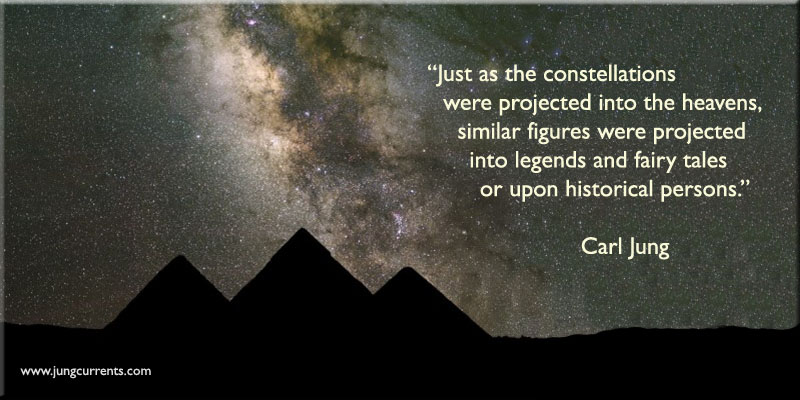 “Just as the constellations
were projected into the heavens,
similar figures were projected
into legends and fairy tales
or upon historical persons.”
Carl Jung
www.jungcurrents.com